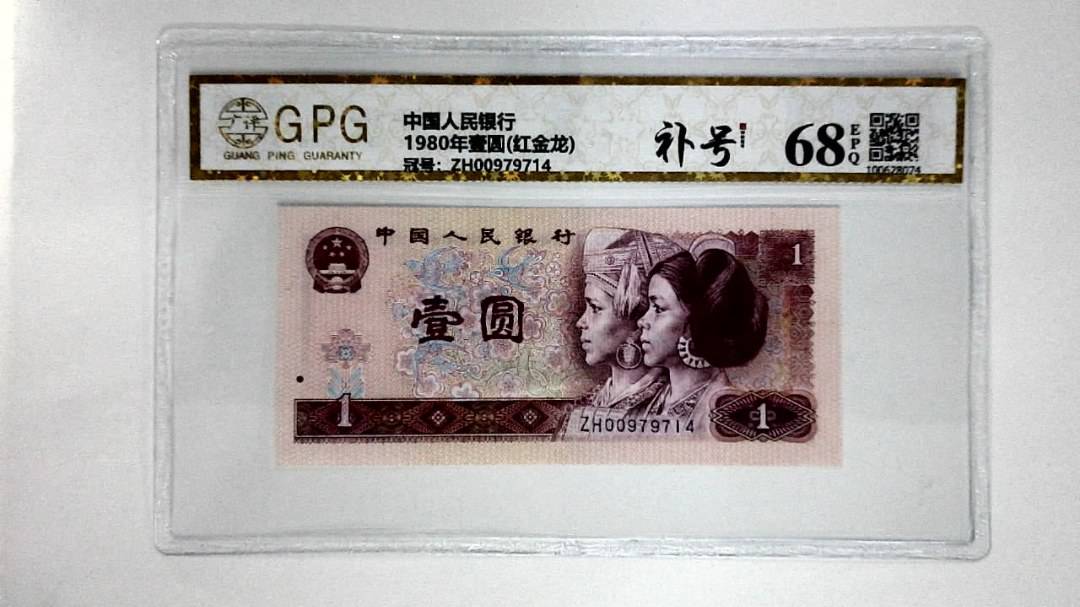 GPG
GUANG PING GUARANTY
中国人民银行
1980年壹圆(红金龙)
冠号: ZH00979714
补号
68 EPQ
100628074
中国人民银行
1
壹圆
1
ZH00979714
1